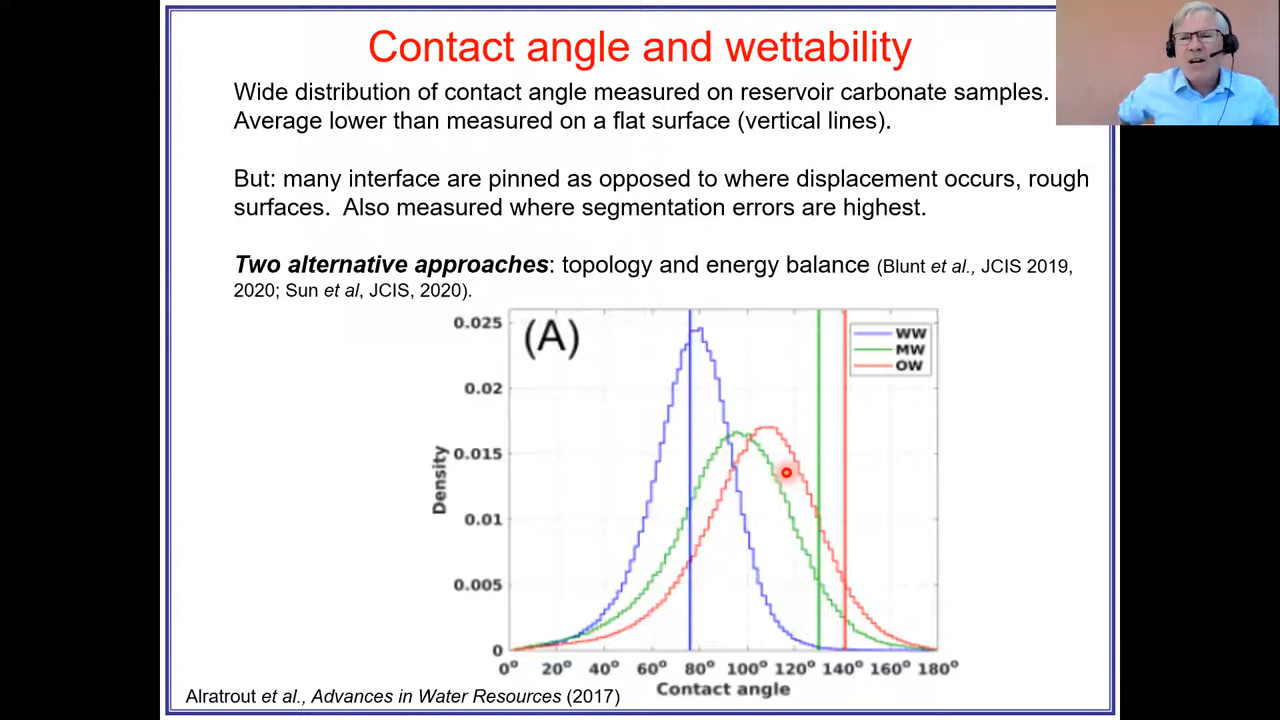 Contact angle and wettability
Wide distribution of contact angle measured on reservoir carbonate samples.
Average lower than measured on a flat surface (vertical lines).
But: many interface are pinned as opposed to where displacement occurs, rough
surfaces. Also measured where segmentation errors are highest.
Two alternative approaches: topology and energy balance (Blunt et al., JCIS 2019,
2020; Sun et al, JCIS, 2020).
(A)
WW
MW
OW
0.025
0.02
0.015
0.01
0.005
0
Density
0° 20° 40° 60° 80° 100° 120° 140° 160° 180°
Contact angle
Alratrout et al., Advances in Water Resources (2017)